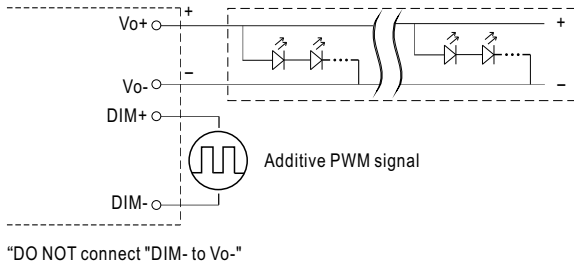 Vo+
+
+
Vo-
−
−
DIM+
Additive PWM signal
DIM-
“DO NOT connect "DIM- to Vo-"